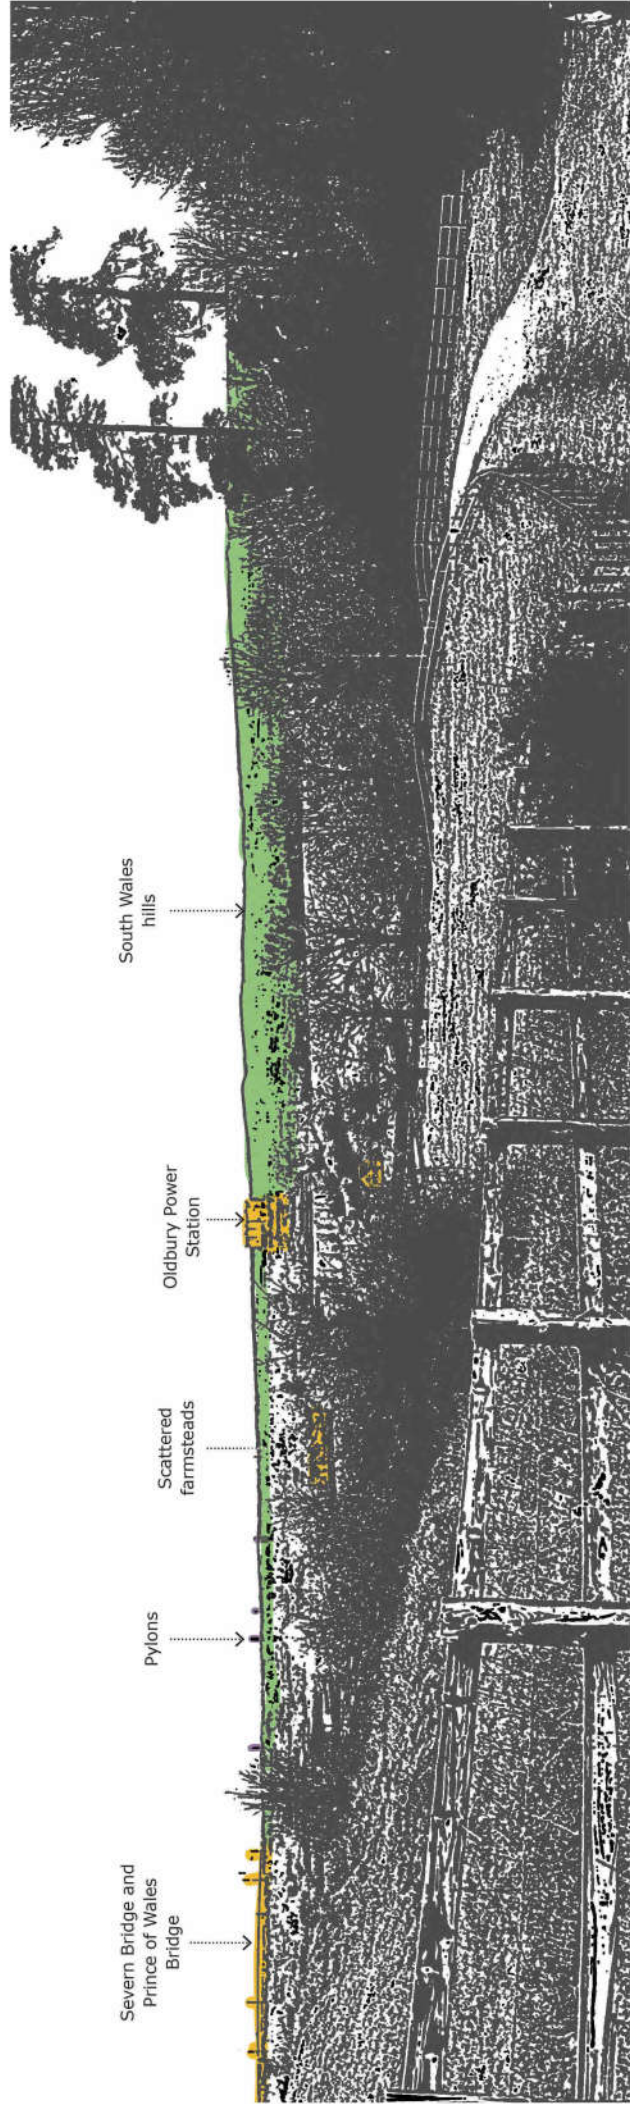 Severn Bridge and
Prince of Wales
Bridge
Pylons
Scattered
farmsteads
Oldbury Power
Station
South Wales
hills